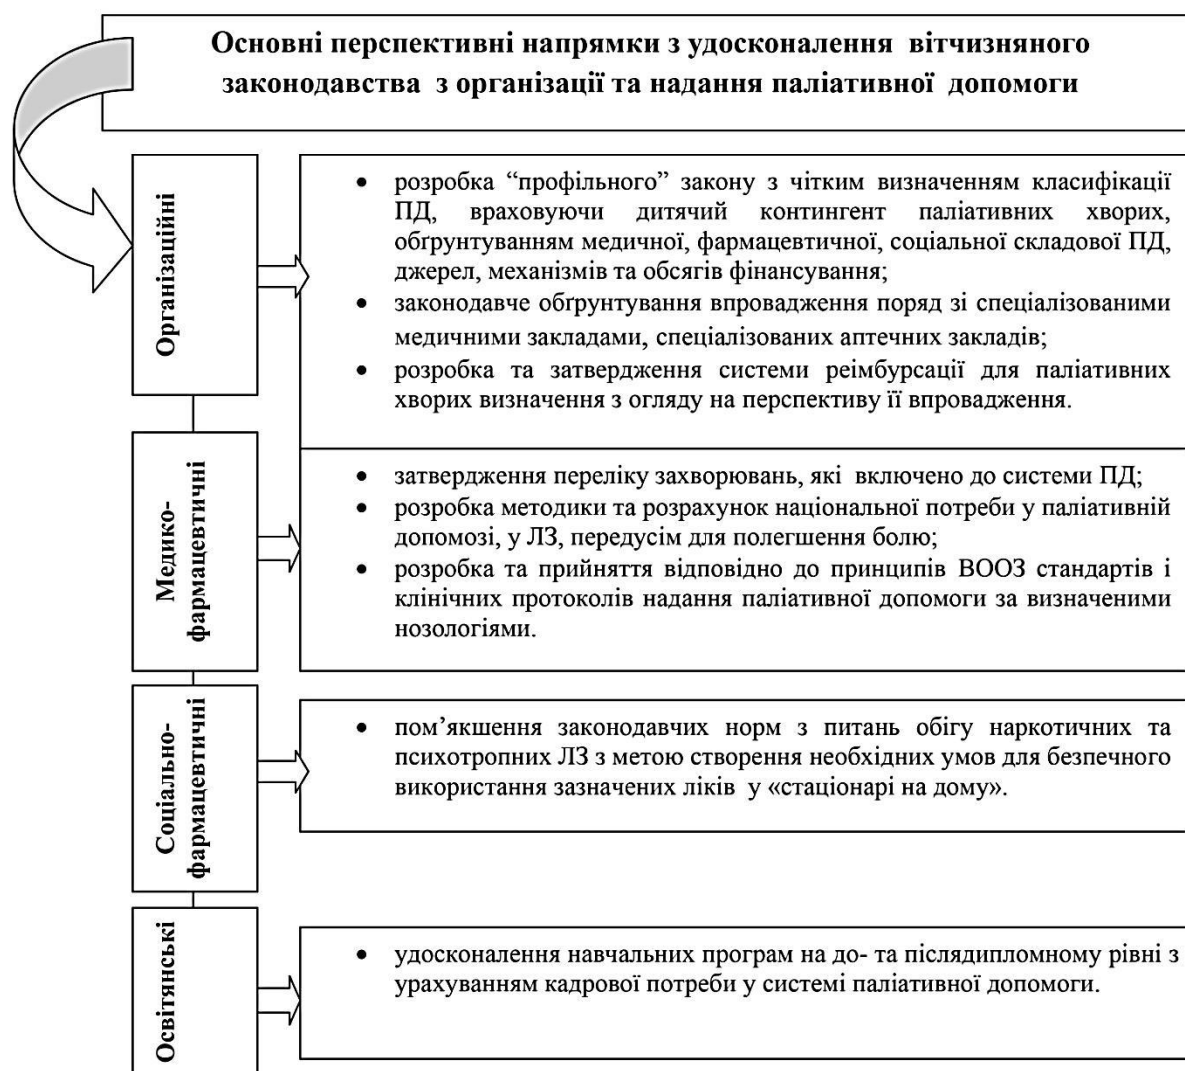 Основні перспективні напрямки з удосконалення вітчизняного
законодавства з організації та надання паліативної допомоги
Організаційні
• розробка “профільного” закону з чітким визначенням класифікації
ПД, враховуючи дитячий контингент паліативних хворих,
обґрунтуванням медичної, фармацевтичної, соціальної складової ПД,
джерел, механізмів та обсягів фінансування;
• законодавче обґрунтування впровадження поряд зі спеціалізованими
медичними закладами, спеціалізованих аптечних закладів;
• розробка та затвердження системи реімбурсації для паліативних
хворих визначення з огляду на перспективу її впровадження.
Медико-
фармацевтичні
• затвердження переліку захворювань, які включено до системи ПД;
• розробка методики та розрахунок національної потреби у паліативній
допомозі, у ЛЗ, передусім для полегшення болю;
• розробка та прийняття відповідно до принципів ВООЗ стандартів і
клінічних протоколів надання паліативної допомоги за визначеними
нозологіями.
Соціально-
фармацевтичні
• пом’якшення законодавчих норм з питань обігу наркотичних та
психотропних ЛЗ з метою створення необхідних умов для безпечного
використання зазначених ліків у «стаціонарі на дому».
Освітянські
• удосконалення навчальних програм на до- та післядипломному рівні з
урахуванням кадрової потреби у системі паліативної допомоги.